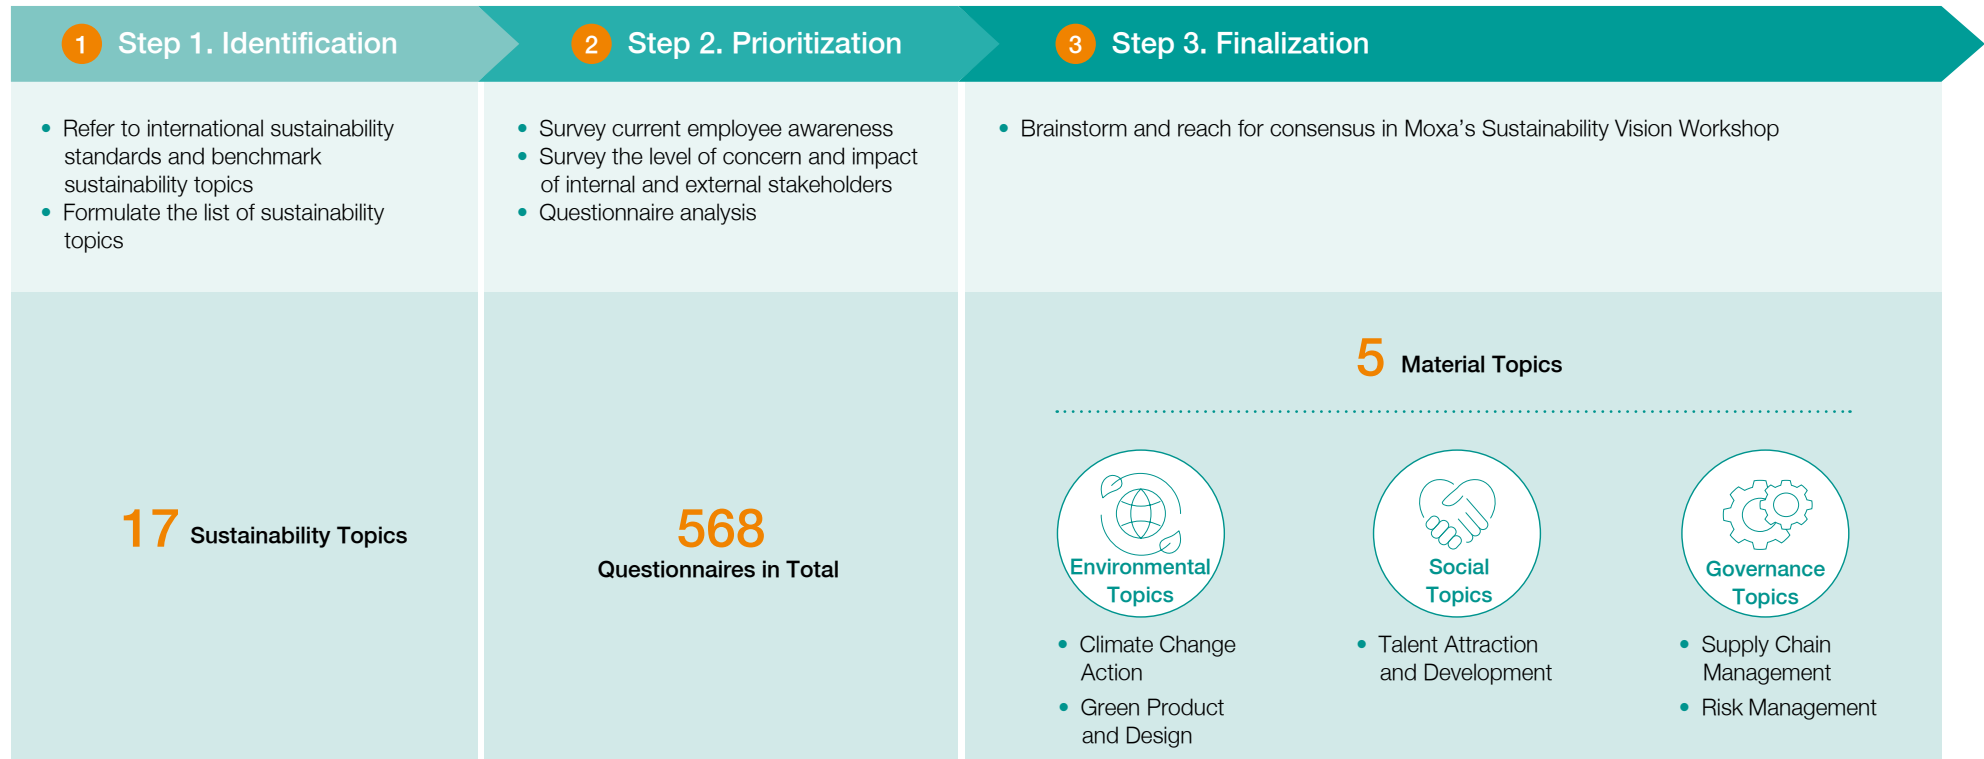 1 Step 1. Identification
2 Step 2. Prioritization
3 Step 3. Finalization
• Refer to international sustainability
standards and benchmark
sustainability topics
• Formulate the list of sustainability
topics
• Survey current employee awareness
• Survey the level of concern and impact
of internal and external stakeholders
• Questionnaire analysis
• Brainstorm and reach for consensus in Moxa's Sustainability Vision Workshop
17 Sustainability Topics
568
Questionnaires in Total
5 Material Topics
Environmental
Topics
• Climate Change
Action
• Green Product
and Design
Social
Topics
• Talent Attraction
and Development
Governance
Topics
• Supply Chain
Management
• Risk Management